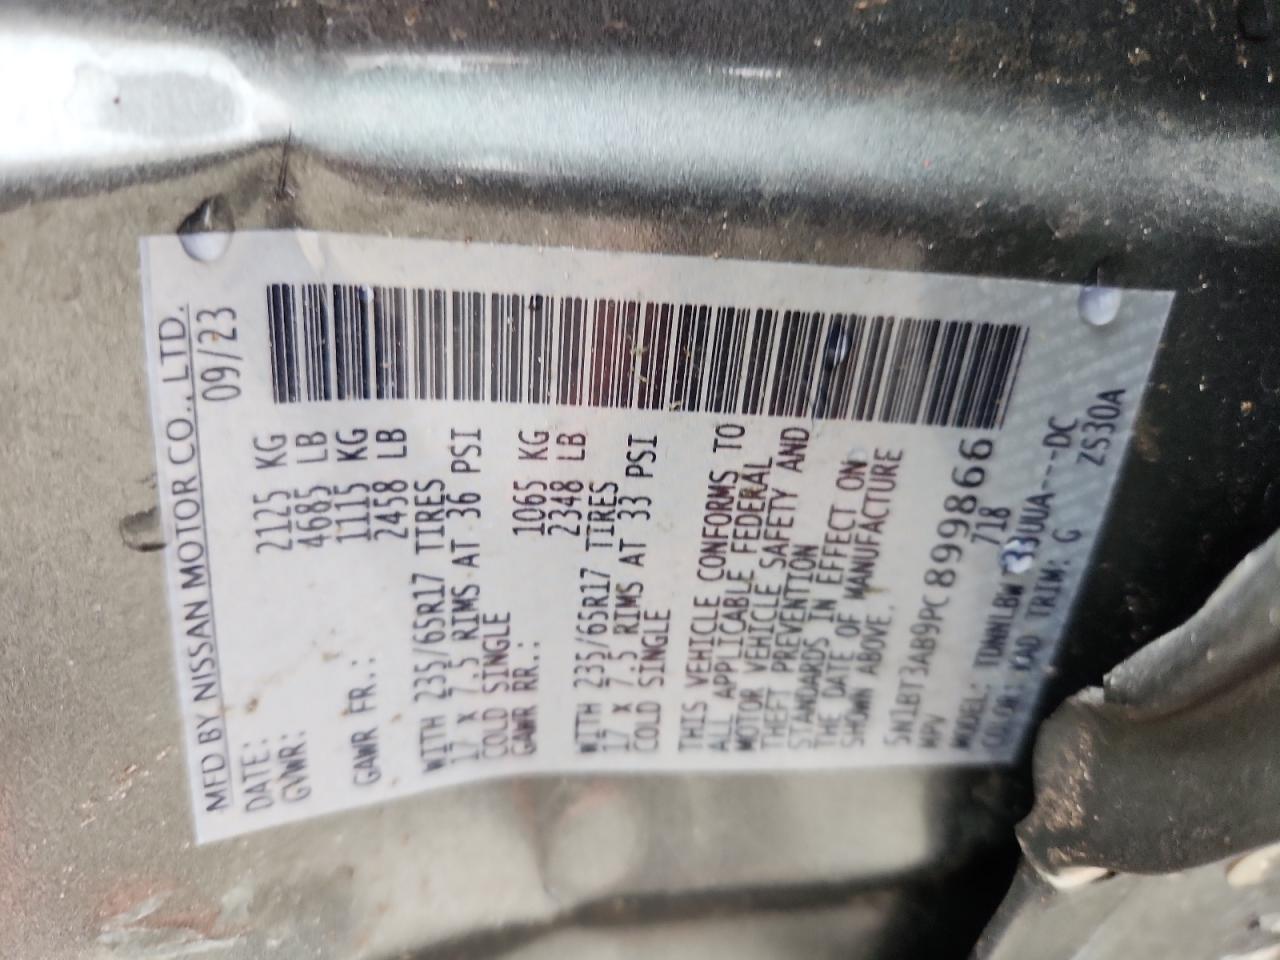 MFD BY NISSAN MOTOR CO., LTD.
DATE: 09/23
GVWR: 2125 KG
4685 LB
GAWR FR.: 1115 KG
2458 LB
WITH 235/65R17 TIRES
17 x 7.5 RIMS AT 36 PSI
COLD SINGLE
GAWR RR.: 1065 KG
2348 LB
WITH 235/65R17 TIRES
17 x 7.5 RIMS AT 33 PSI
COLD SINGLE
THIS VEHICLE CONFORMS TO
ALL APPLICABLE FEDERAL
MOTOR VEHICLE SAFETY AND
THEFT PREVENTION
STANDARDS IN EFFECT ON
THE DATE OF MANUFACTURE
SHOWN ABOVE.
5N1BT3AB9PC899866
MPV 718
MODEL: TDNNLBW 33UUA---DC
COLOR: KAD TRIM: G ZS30A